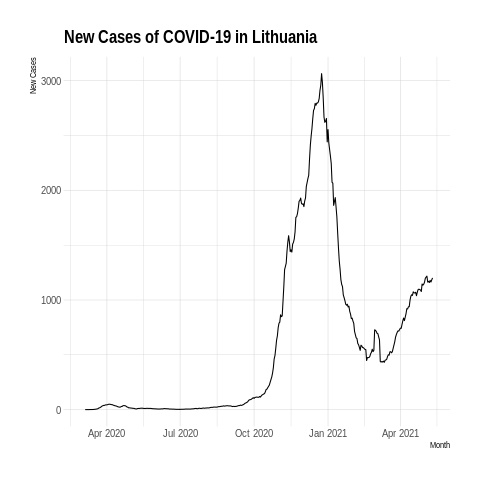 New Cases of COVID-19 in Lithuania
New Cases
3000
2000
1000
0
Apr 2020 Jul 2020 Oct 2020 Jan 2021 Apr 2021
Month